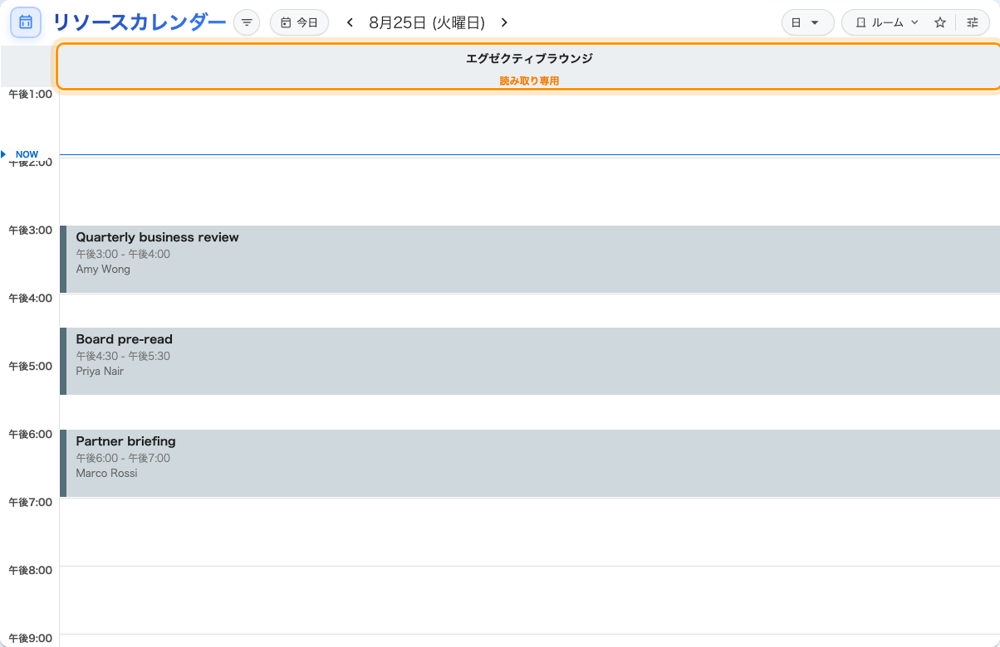 リソースカレンダー
今日
8月25日 (火曜日)
日
ルーム
エグゼクティブラウンジ
読み取り専用
午後1:00
NOW
午後2:00
午後3:00
Quarterly business review
午後3:00 - 午後4:00
Amy Wong
午後4:00
Board pre-read
午後4:30 - 午後5:30
Priya Nair
午後5:00
午後6:00
Partner briefing
午後6:00 - 午後7:00
Marco Rossi
午後7:00
午後8:00
午後9:00